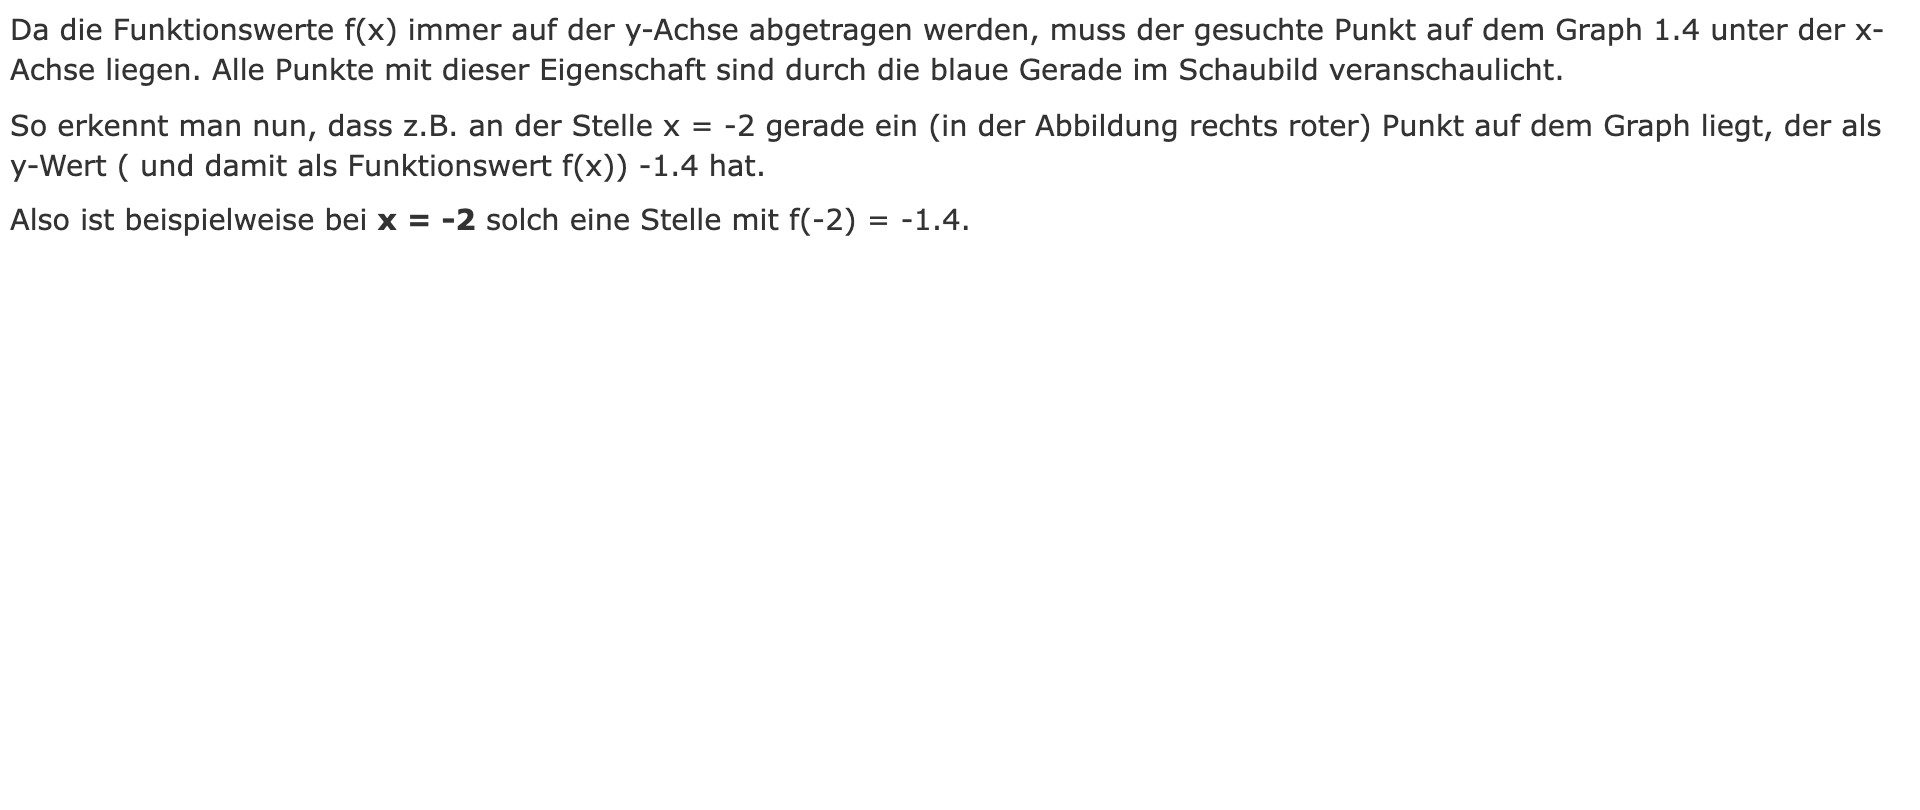 Da die Funktionswerte f(x) immer auf der y-Achse abgetragen werden, muss der gesuchte Punkt auf dem Graph 1.4 unter der x-
Achse liegen. Alle Punkte mit dieser Eigenschaft sind durch die blaue Gerade im Schaubild veranschaulicht.
So erkennt man nun, dass z.B. an der Stelle x = -2 gerade ein (in der Abbildung rechts roter) Punkt auf dem Graph liegt, der als
y-Wert ( und damit als Funktionswert f(x)) -1.4 hat.
Also ist beispielweise bei x = -2 solch eine Stelle mit f(-2) = -1.4.